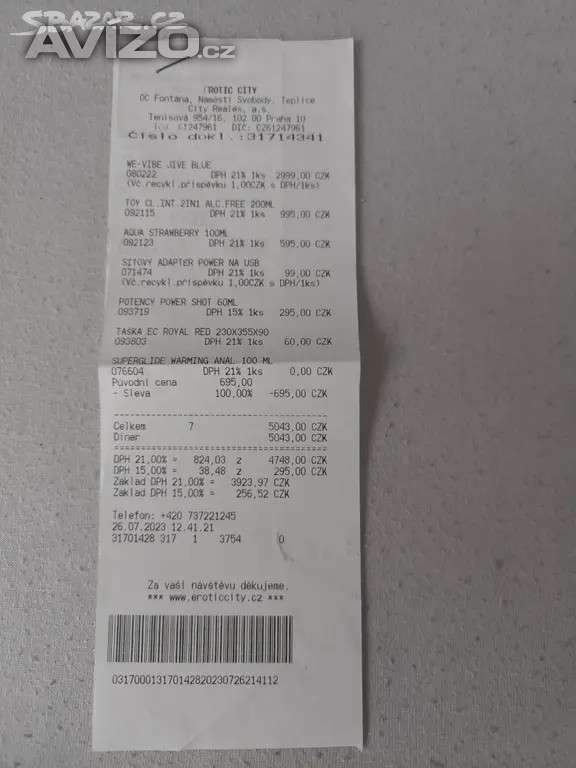 SBAZAR.CZ
AVIZO.cz
EROTIC CITY
OC Fontána, Náměstí Svobody, Teplice
City Reales, a.s.
Tenisová 954/16, 102 00 Praha 10
61247961 DIČ: CZ61247961
Číslo dokl.:31714341
WE-VIBE JIVE BLUE
080222 DPH 21% 1ks 2999,00 CZK
(Vč.recykl.příspěvku 1,00CZK s DPH/1ks)
TOY CL.INT.2IN1 ALC.FREE 200ML
092115 DPH 21% 1ks 995,00 CZK
AQUA STRAWBERRY 100ML
092123 DPH 21% 1ks 595,00 CZK
SÍŤOVÝ ADAPTER POWER NA USB
071474 DPH 21% 1ks 99,00 CZK
(Vč.recykl.příspěvku 1,00CZK s DPH/1ks)
POTENCY POWER SHOT 60ML
093719 DPH 15% 1ks 295,00 CZK
TAŠKA EC ROYAL RED 230X355X90
093803 DPH 21% 1ks 60,00 CZK
SUPERGLIDE WARMING ANAL 100 ML
076604 DPH 21% 1ks 0,00 CZK
Původní cena 695,00
- Sleva 100,00% -695,00 CZK
Celkem 7 5043,00 CZK
Diner 5043,00 CZK
DPH 21,00% = 824,03 z 4748,00 CZK
DPH 15,00% = 38,48 z 295,00 CZK
Základ DPH 21,00% = 3923,97 CZK
Základ DPH 15,00% = 256,52 CZK
Telefon: +420 737221245
26.07.2023 12.41.21
31701428 317 1 3754 0
Za vaši návštěvu děkujeme.
*** www.eroticcity.cz ***
031700013170142820230726214112